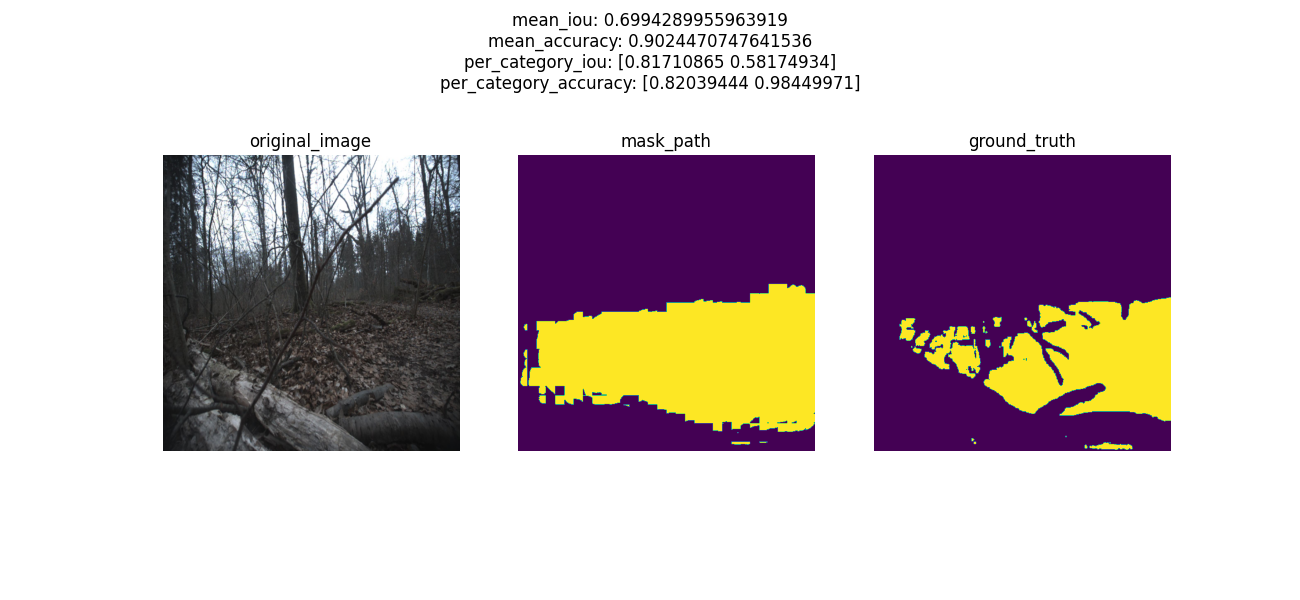 mean_iou: 0.6994289955963919
mean_accuracy: 0.9024470747641536
per_category_iou: [0.81710865 0.58174934]
per_category_accuracy: [0.82039444 0.98449971]
original_image
mask_path
ground_truth